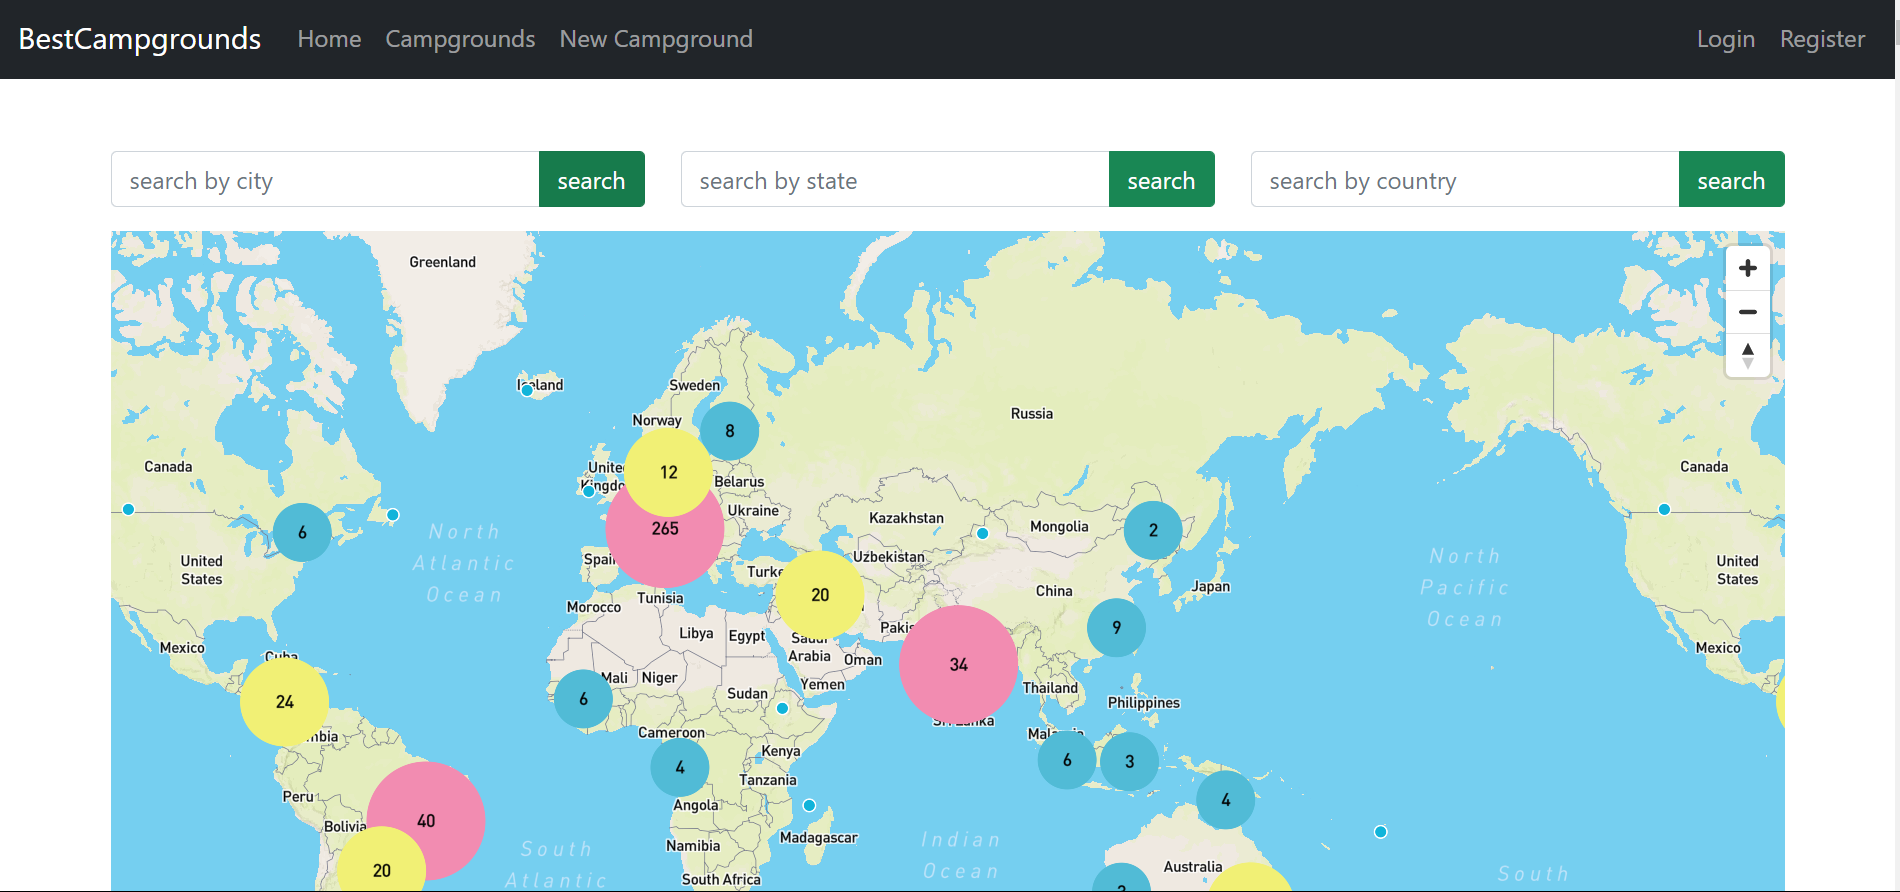 BestCampgrounds Home Campgrounds New Campground Login Register
search by city search search by state search search by country search
Greenland
Iceland
Sweden
Norway
Russia
8
12
United
Kingdo
Belarus
Canada
Canada
Ukraine
265
Kazakhstan
Mongolia
2
6
North
Atlantic
Ocean
North
Pacific
Ocean
Spain
Uzbekistan
United
States
United
States
Turke
China
Japan
20
Tunisia
Morocco
Pakis
9
Libya
Egypt
Saudi
Arabia
Oman
Mexico
Mexico
Cuba
34
Mali
Niger
Yemen
Thailand
Sudan
6
24
Philippines
Sri Lanka
mbia
Cameroon
Malaysia
Kenya
4
6
3
Tanzania
Peru
Angola
4
40
Bolivia
Madagascar
Indian
Ocean
Namibia
South
Atlantic
Australia
20
South Africa
South